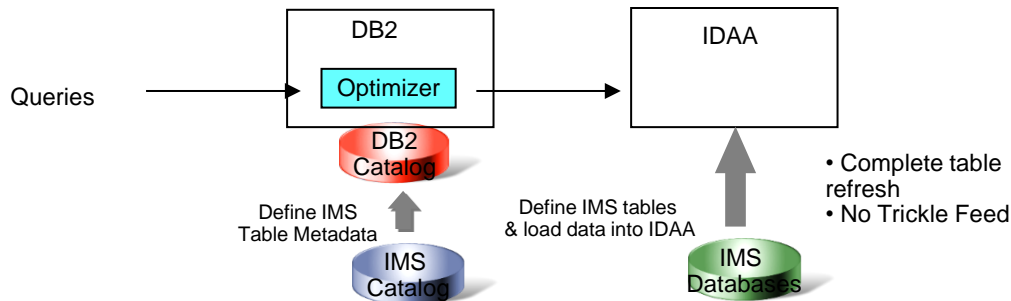 DB2
IDAA
Queries
Optimizer
DB2
Catalog
• Complete table
refresh
• No Trickle Feed
Define IMS
Table Metadata
Define IMS tables
& load data into IDAA
IMS
Catalog
IMS
Databases